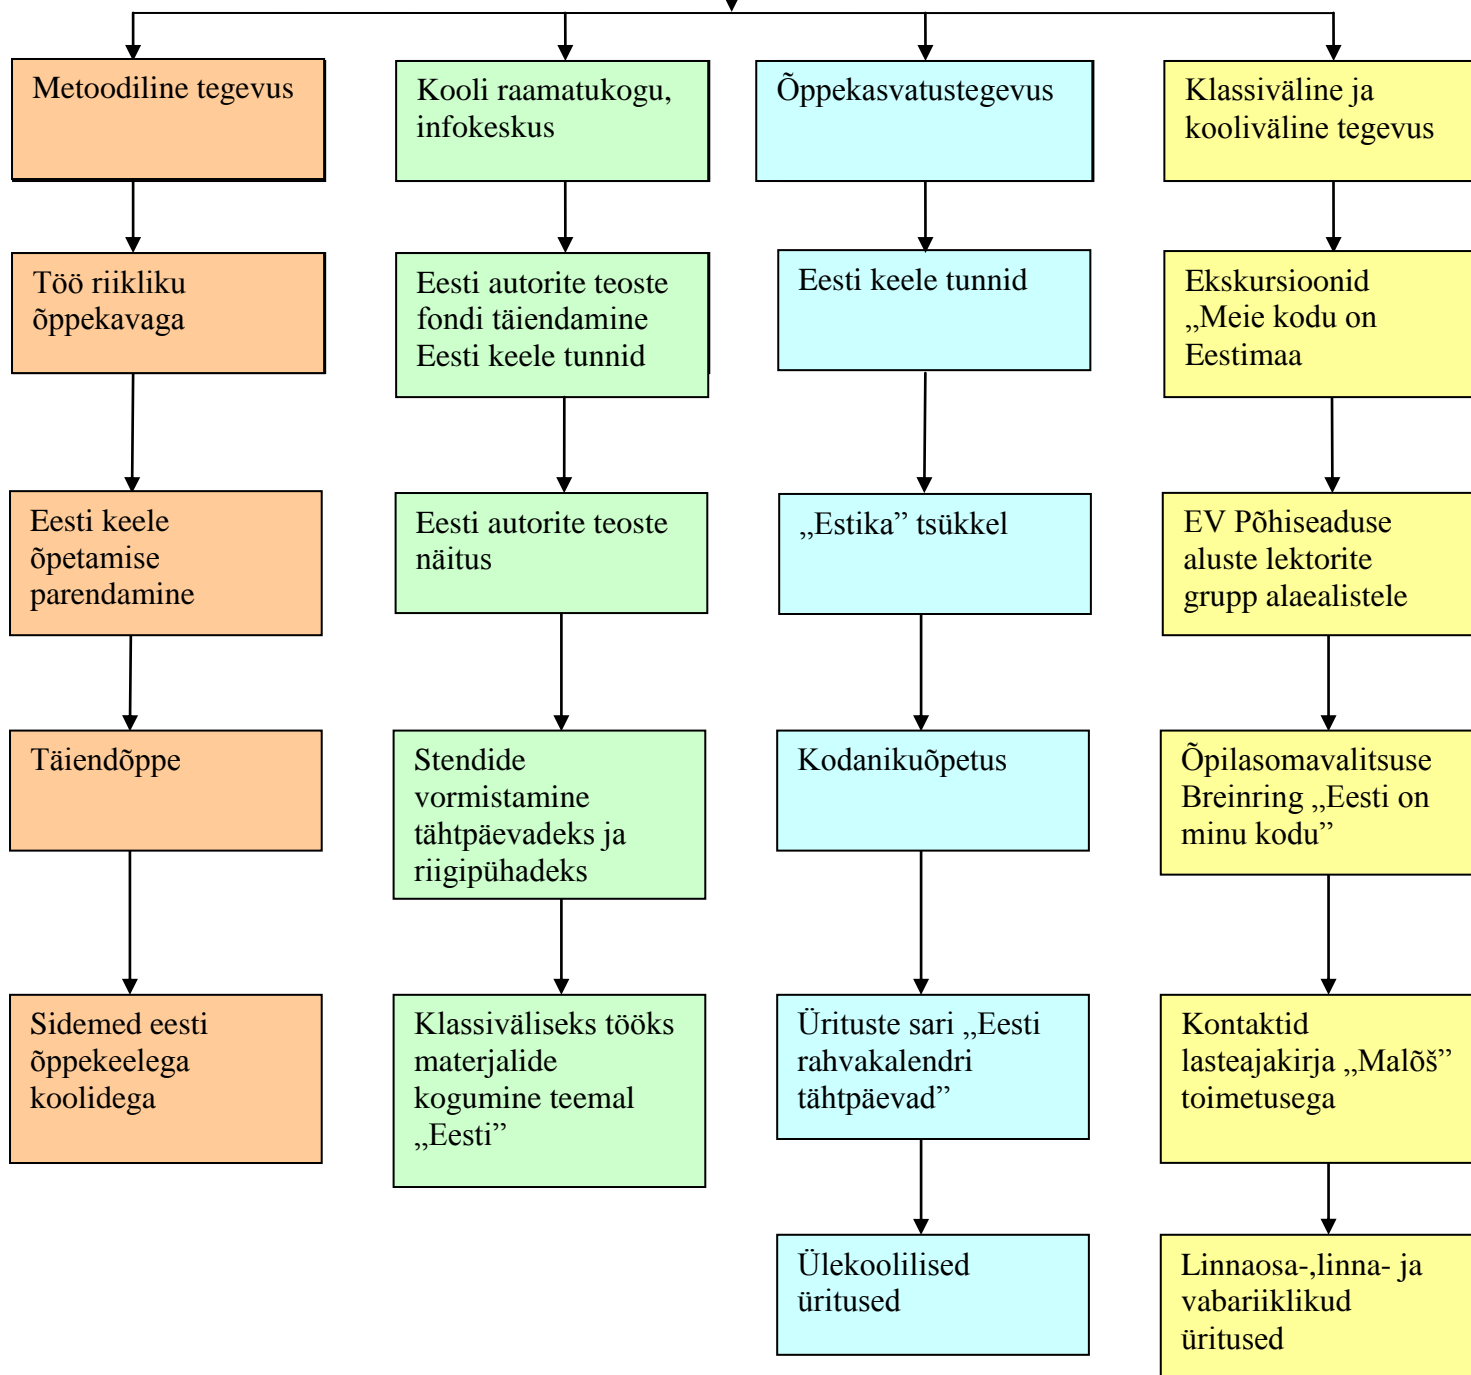 Metoodiline tegevus
Kooli raamatukogu,
infokeskus
Õppekasvatustegevus
Klassiväline ja
kooliväline tegevus
Töö riikliku
õppekavaga
Eesti autorite teoste
fondi täiendamine
Eesti keele tunnid
Eesti keele tunnid
Ekskursioonid
„Meie kodu on
Eestimaa
Eesti keele
õpetamise
parendamine
Eesti autorite teoste
näitus
„Estika” tsükkel
EV Põhiseaduse
aluste lektorite
grupp alaealistele
Täiendõppe
Stendide
vormistamine
tähtpäevadeks ja
riigipühadeks
Kodanikuõpetus
Õpilasomavalitsuse
Breinring „Eesti on
minu kodu”
Sidemed eesti
õppekeelega
koolidega
Klassiväliseks tööks
materjalide
kogumine teemal
„Eesti”
Ürituste sari „Eesti
rahvakalendri
tähtpäevad”
Kontaktid
lasteajakirja „Malõš”
toimetusega
Ülekoolilised
üritused
Linnaosa-,linna- ja
vabariiklikud
üritused